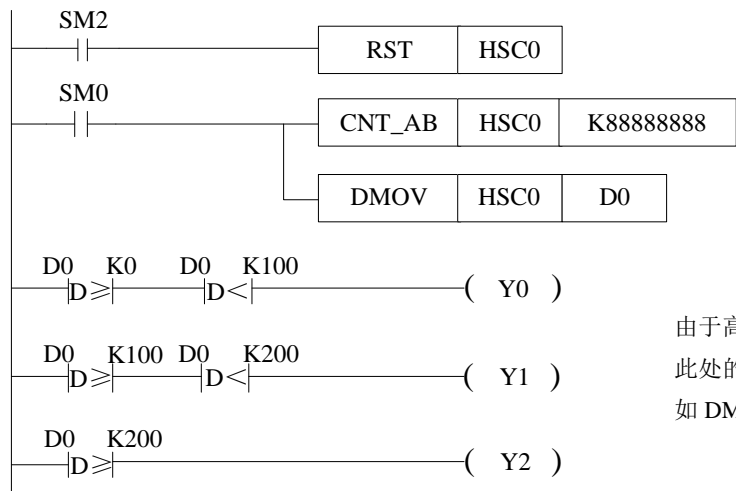 SM2
RST HSC0
SM0
CNT_AB HSC0 K88888888
DMOV HSC0 D0
D0 K0 D0 K100
D≥ D< ( Y0 )
D0 K100 D0 K200
D≥ D< ( Y1 )
D0 K200
D≥ ( Y2 )
由于高
此处的
如 DM